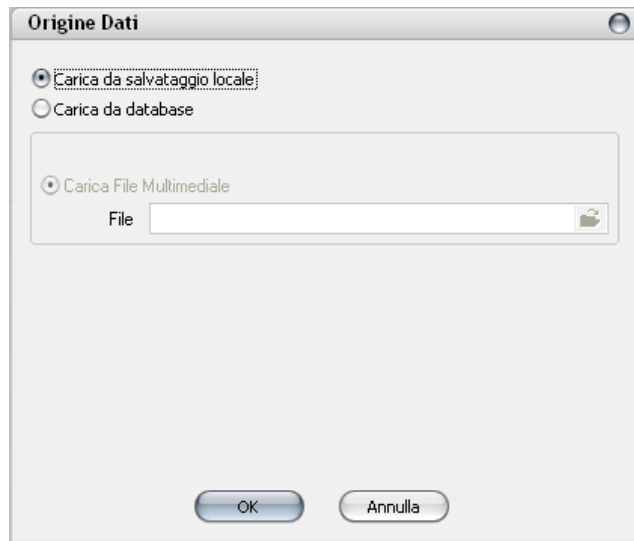 Origine Dati
Carica da salvataggio locale
Carica da database
Carica File Multimediale
File
OK
Annulla